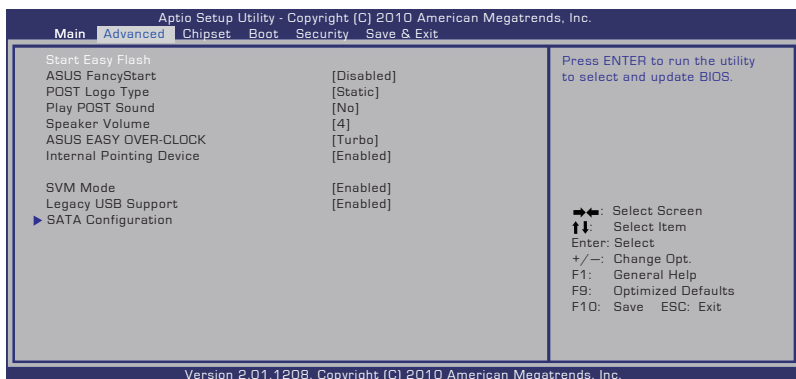 Aptio Setup Utility - Copyright (C) 2010 American Megatrends, Inc.
Main Advanced Chipset Boot Security Save & Exit
Start Easy Flash
ASUS FancyStart [Disabled]
POST Logo Type [Static]
Play POST Sound [No]
Speaker Volume [4]
ASUS EASY OVER-CLOCK [Turbo]
Internal Pointing Device [Enabled]
SVM Mode [Enabled]
Legacy USB Support [Enabled]
SATA Configuration
Press ENTER to run the utility
to select and update BIOS.
→←: Select Screen
↑↓: Select Item
Enter: Select
+/—: Change Opt.
F1: General Help
F9: Optimized Defaults
F10: Save ESC: Exit
Version 2.01.1208. Copyright (C) 2010 American Megatrends, Inc.